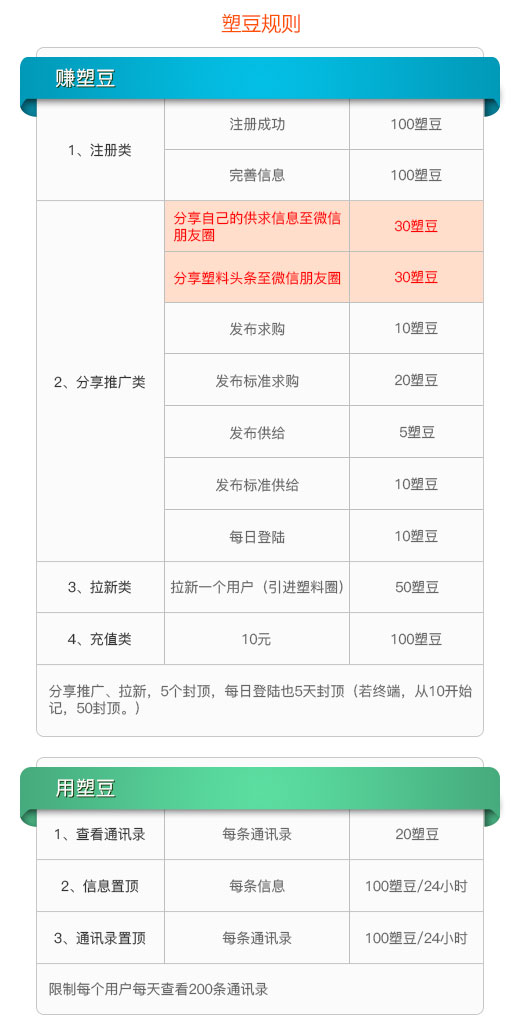 塑豆规则
赚塑豆
1、注册类
注册成功
100塑豆
完善信息
100塑豆
2、分享推广类
分享自己的供求信息至微信
朋友圈
30塑豆
分享塑料头条至微信朋友圈
30塑豆
发布求购
10塑豆
发布标准求购
20塑豆
发布供给
5塑豆
发布标准供给
10塑豆
每日登陆
10塑豆
3、拉新类
拉新一个用户（引进塑料圈）
50塑豆
4、充值类
10元
100塑豆
分享推广、拉新，5个封顶，每日登陆也5天封顶（若终端，从10开始
记，50封顶。）
用塑豆
1、查看通讯录
每条通讯录
20塑豆
2、信息置顶
每条信息
100塑豆/24小时
3、通讯录置顶
每条通讯录
100塑豆/24小时
限制每个用户每天查看200条通讯录